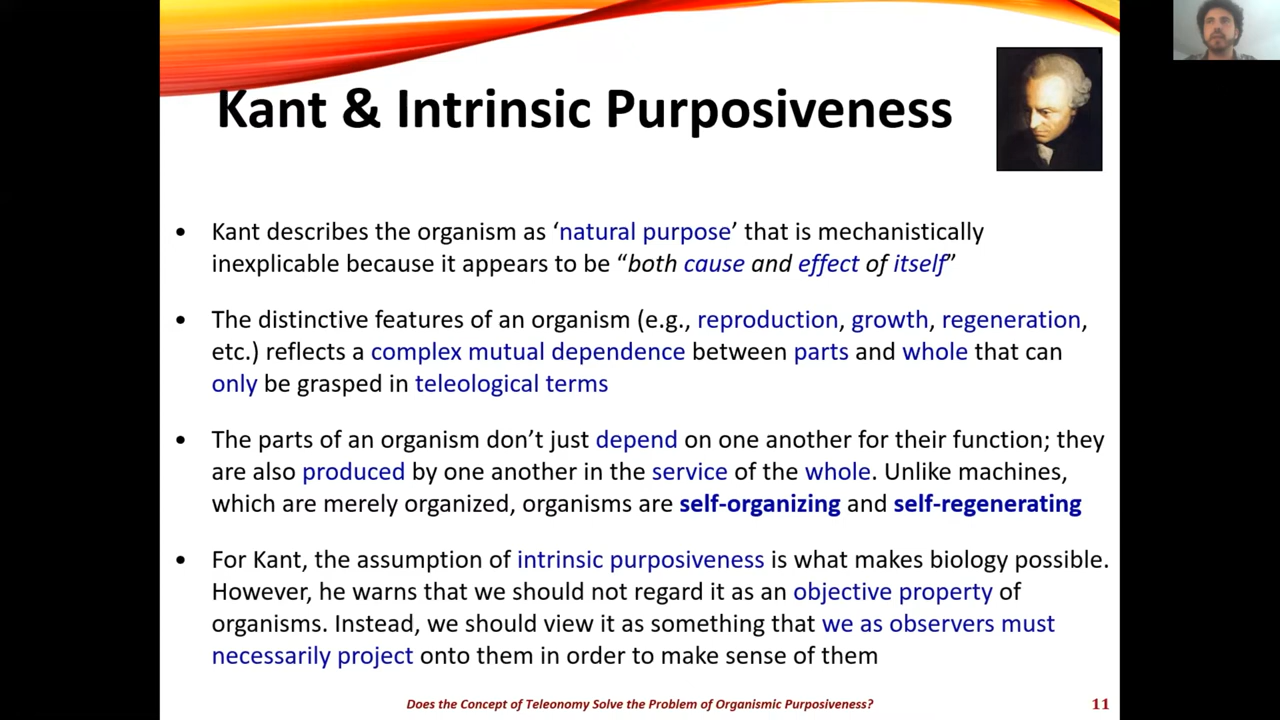 Kant & Intrinsic Purposiveness
• Kant describes the organism as ‘natural purpose’ that is mechanistically
inexplicable because it appears to be “both cause and effect of itself”
• The distinctive features of an organism (e.g., reproduction, growth, regeneration,
etc.) reflects a complex mutual dependence between parts and whole that can
only be grasped in teleological terms
• The parts of an organism don’t just depend on one another for their function; they
are also produced by one another in the service of the whole. Unlike machines,
which are merely organized, organisms are self-organizing and self-regenerating
• For Kant, the assumption of intrinsic purposiveness is what makes biology possible.
However, he warns that we should not regard it as an objective property of
organisms. Instead, we should view it as something that we as observers must
necessarily project onto them in order to make sense of them
Does the Concept of Teleonomy Solve the Problem of Organismic Purposiveness?
11